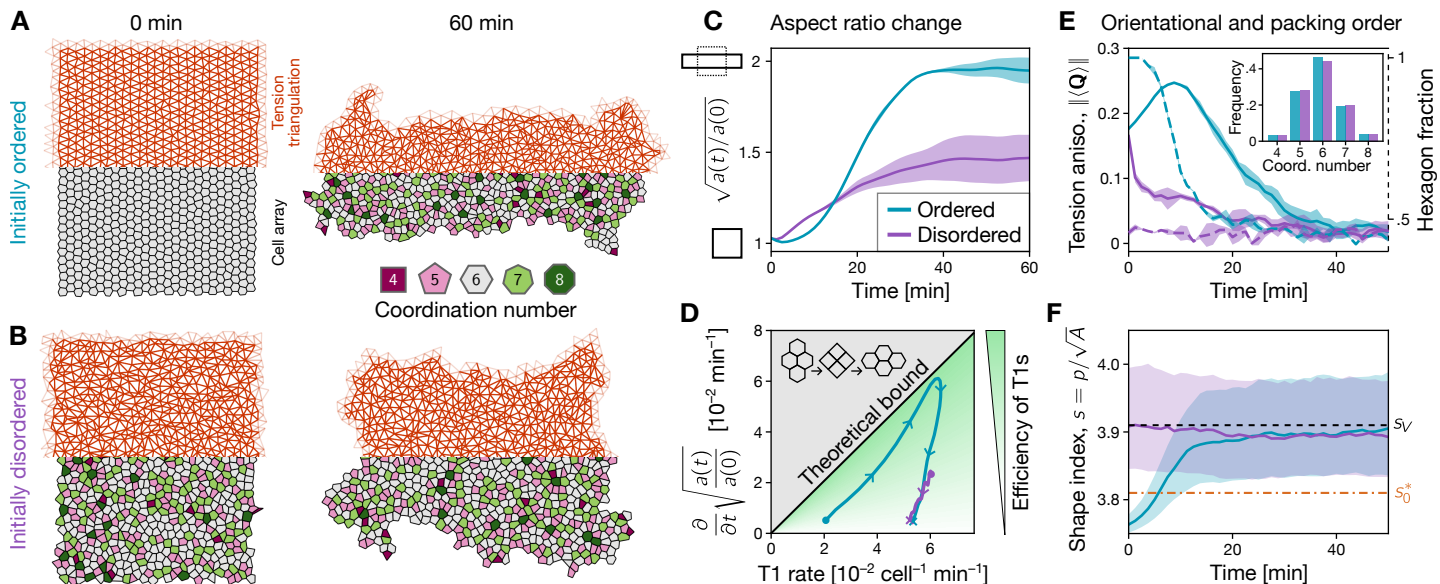 A
0 min
60 min
Initially ordered
Tension
triangulation
Cell array
4
5
6
7
8
Coordination number
B
Initially disordered
C
Aspect ratio change
√a(t)/a(0)
2
1.5
1
Ordered
Disordered
0
20
40
60
Time [min]
D
∂/∂t √a(t)/a(0) [10⁻² min⁻¹]
8
6
4
2
0
Theoretical bound
0
2
4
6
T1 rate [10⁻² cell⁻¹ min⁻¹]
Efficiency of T1s
E
Orientational and packing order
Tension aniso., ||⟨Q⟩||
0.3
0.2
0.1
0
Frequency
.4
.2
0
4
5
6
7
8
Coord. number
1
.5
Hexagon fraction
0
20
40
Time [min]
F
Shape index, s = p/√A
4.0
3.9
3.8
s_V
s₀*
0
20
40
Time [min]